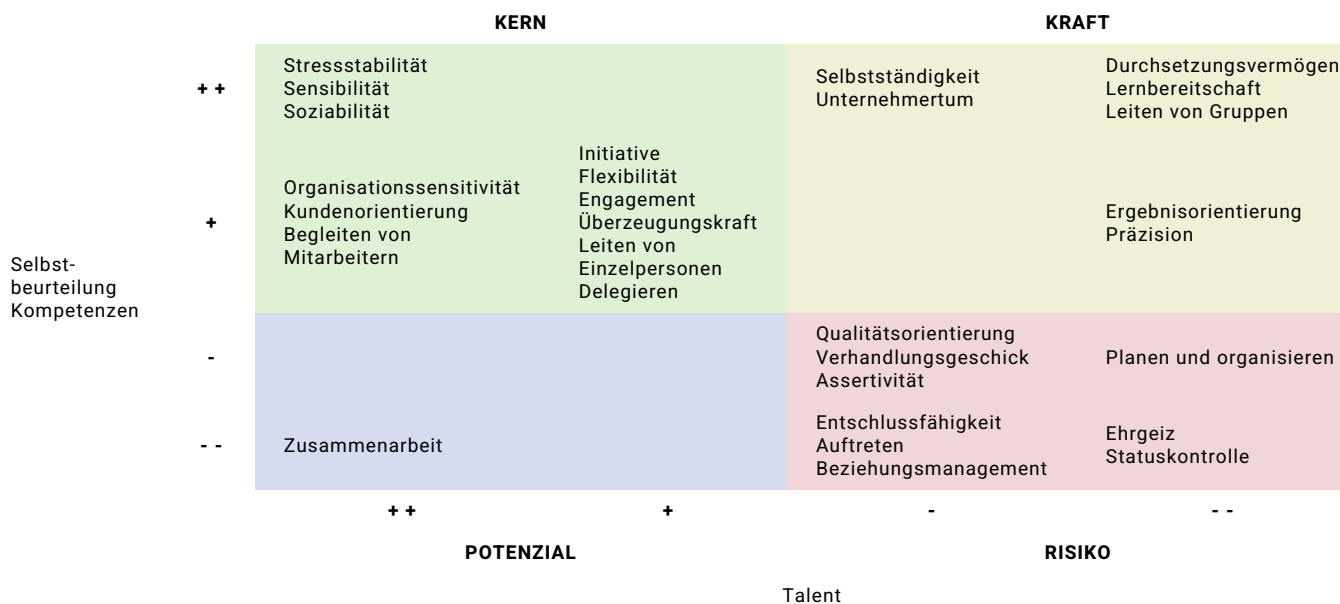 KERN
KRAFT
+ +
Stressstabilität
Sensibilität
Soziabilität
Selbstständigkeit
Unternehmertum
Durchsetzungsvermögen
Lernbereitschaft
Leiten von Gruppen
+
Organisationssensitivität
Kundenorientierung
Begleiten von
Mitarbeitern
Initiative
Flexibilität
Engagement
Überzeugungskraft
Leiten von
Einzelpersonen
Delegieren
Ergebnisorientierung
Präzision
Selbst-
beurteilung
Kompetenzen
-
Qualitätsorientierung
Verhandlungsgeschick
Assertivität
Planen und organisieren
- -
Zusammenarbeit
Entschlussfähigkeit
Auftreten
Beziehungsmanagement
Ehrgeiz
Statuskontrolle
+ +
+
-
- -
POTENZIAL
RISIKO
Talent